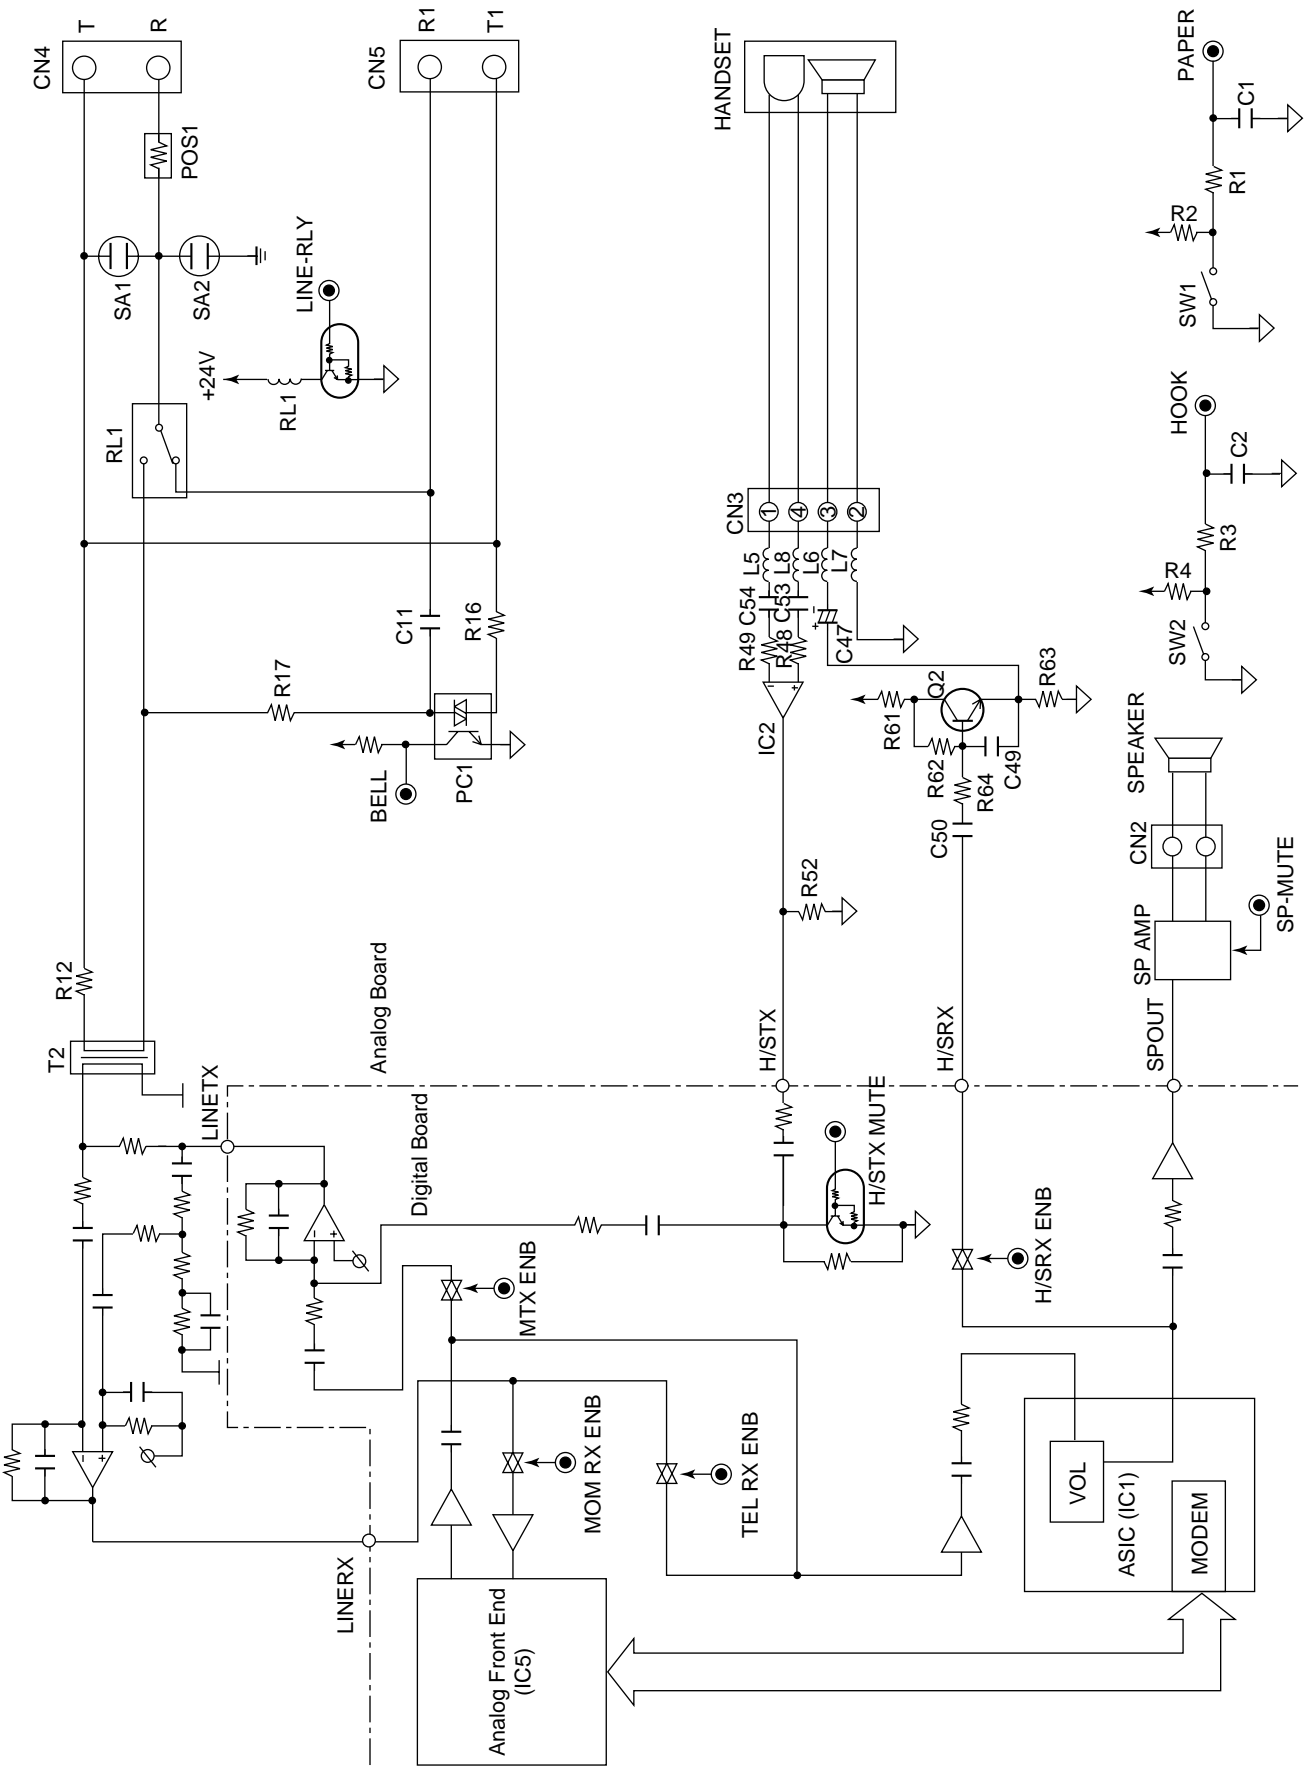 CN4
T
R
POS1
SA1
SA2
CN5
R1
T1
LINE-RLY
+24V
RL1
RL1
C11
R16
R17
BELL
PC1
R12
T2
Analog Board
Digital Board
LINETX
LINERX
HANDSET
CN3
1
4
3
2
L5
L8
L6
L7
C54
C53
R49
R48
C47
-
+
IC2
-
+
R61
Q2
R63
R62
R64
C49
C50
R52
H/STX
H/SRX
SPOUT
H/STX MUTE
H/SRX ENB
MTX ENB
MOM RX ENB
TEL RX ENB
-
+
-
+
PAPER
C1
R1
R2
SW1
HOOK
C2
R3
R4
SW2
SPEAKER
CN2
SP AMP
SP-MUTE
Analog Front End
(IC5)
VOL
ASIC (IC1)
MODEM